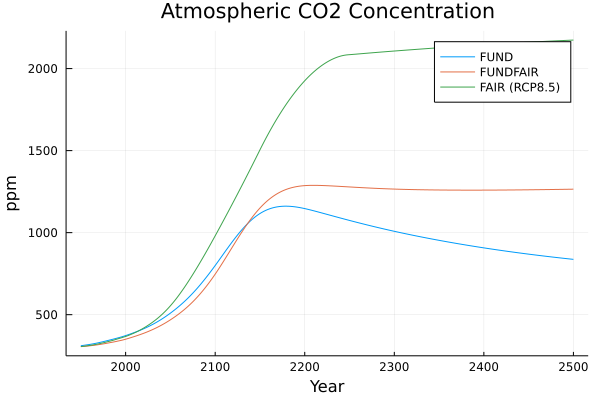 Atmospheric CO2 Concentration
FUND
FUNDFAIR
FAIR (RCP8.5)
2000
1500
1000
500
ppm
2000 2100 2200 2300 2400 2500
Year